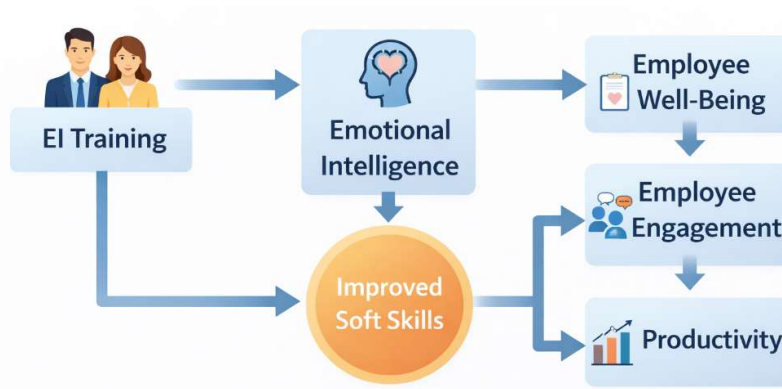 EI Training
Emotional
Intelligence
Improved
Soft Skills
Employee
Well-Being
Employee
Engagement
Productivity